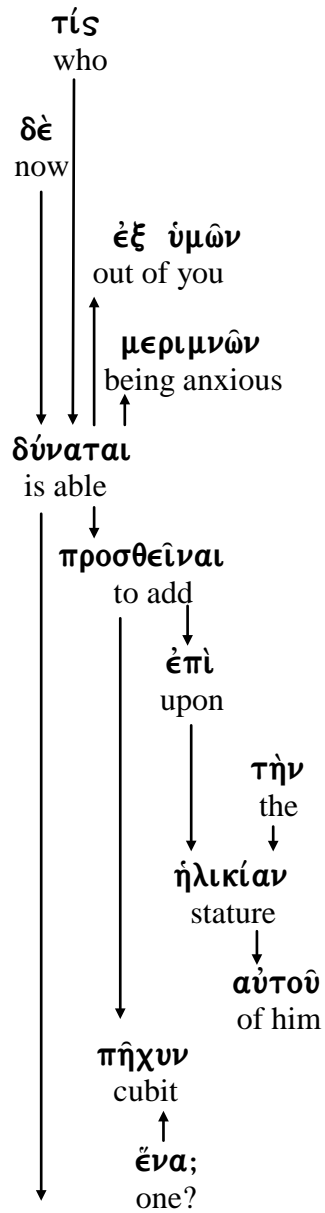 τίς
who
δὲ
now
ἐξ ὑμῶν
out of you
μεριμνῶν
being anxious
δύναται
is able
προσθεῖναι
to add
ἐπὶ
upon
τὴν
the
ἡλικίαν
stature
αὐτοῦ
of him
πῆχυν
cubit
ἕνα;
one?